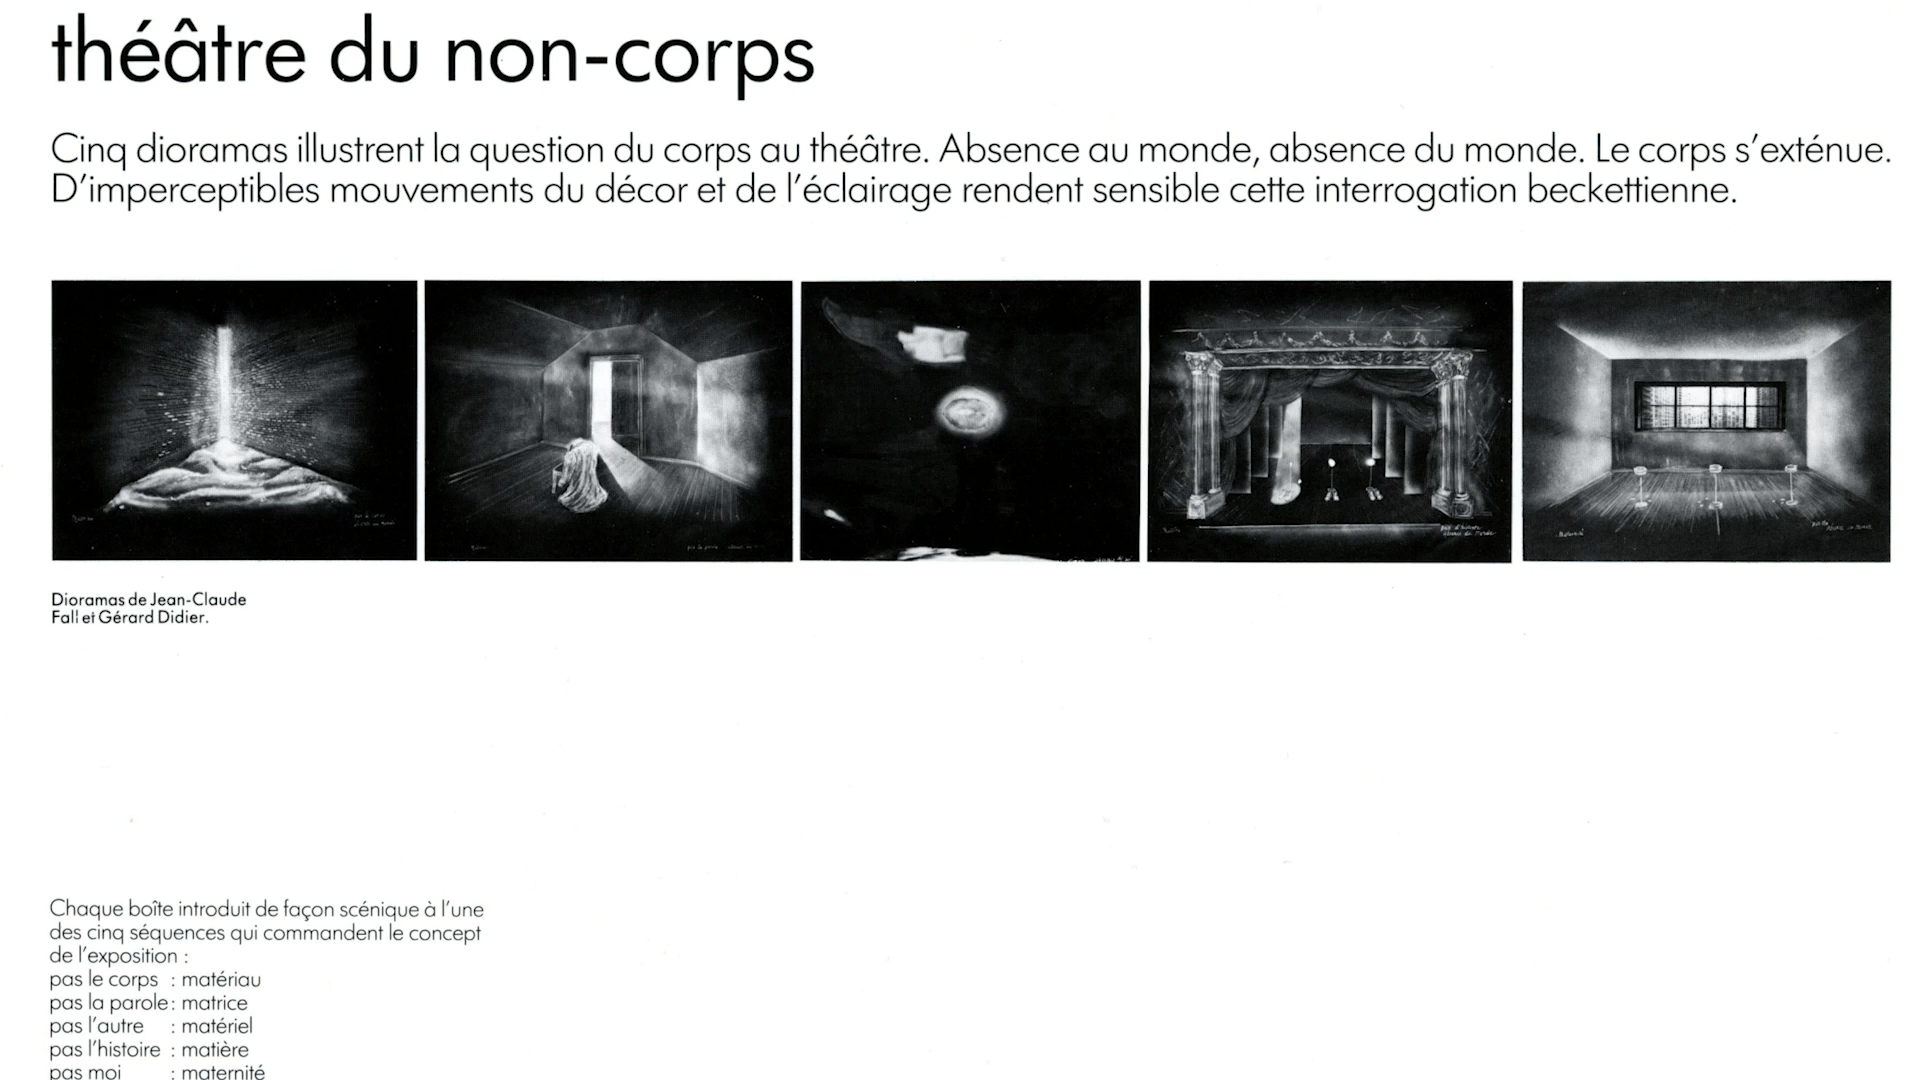 théâtre du non-corps
Cinq dioramas illustrent la question du corps au théâtre. Absence au monde, absence du monde. Le corps s'exténue.
D'imperceptibles mouvements du décor et de l'éclairage rendent sensible cette interrogation beckettienne.
Dioramas de Jean-Claude
Fall et Gérard Didier.
Chaque boîte introduit de façon scénique à l'une
des cinq séquences qui commandent le concept
de l'exposition :
pas le corps : matériau
pas la parole : matrice
pas l'autre : matériel
pas l'histoire : matière
pas moi : maternité